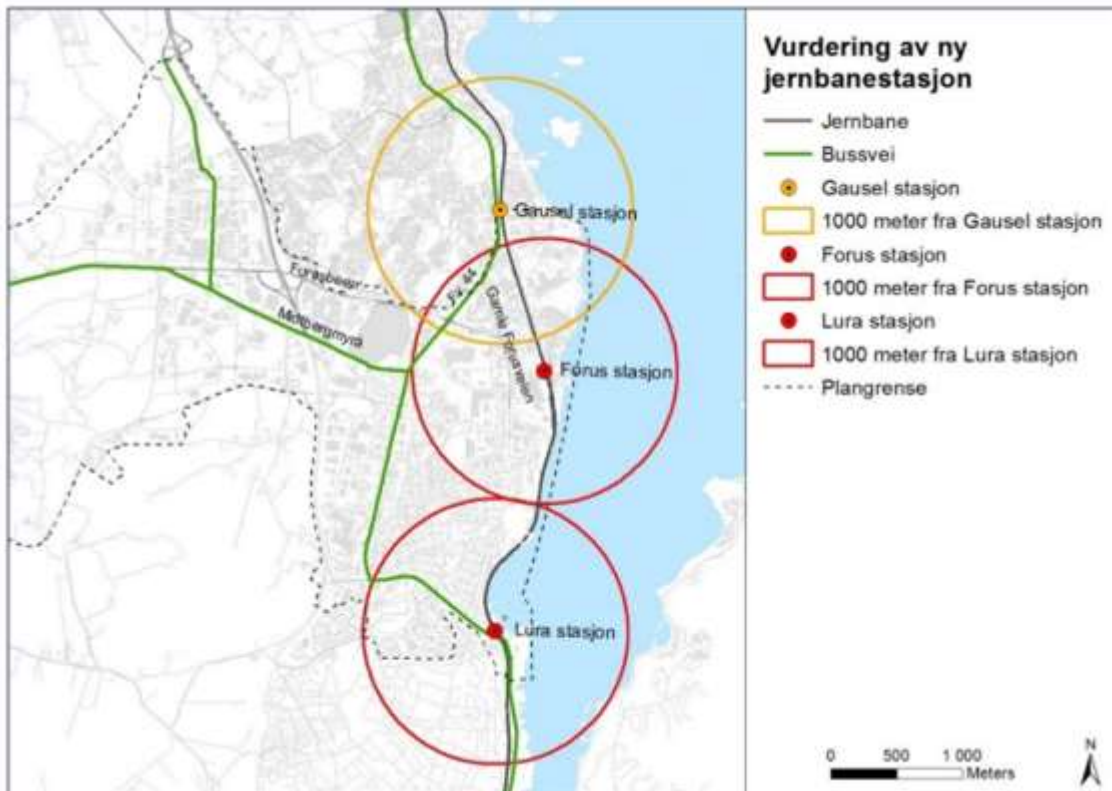 Vurdering av ny
jernbanestasjon
Jernbane
Bussvei
Gausel stasjon
1000 meter fra Gausel stasjon
Forus stasjon
1000 meter fra Forus stasjon
Lura stasjon
1000 meter fra Lura stasjon
Plangrense
Gausel stasjon
Fv. 44
Gamle Forusveien
Forus stasjon
Lura stasjon
N
0 500 1 000
Meters